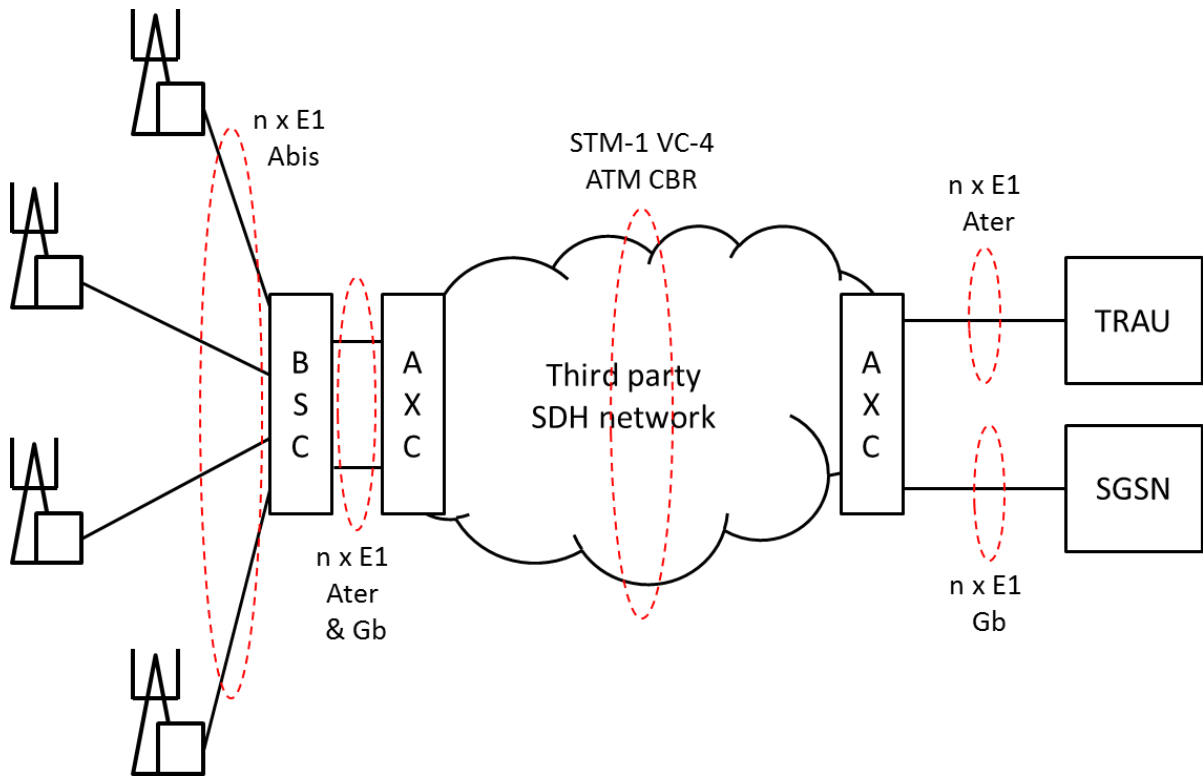 n x E1
Abis
STM-1 VC-4
ATM CBR
n x E1
Ater
B
S
C
A
X
C
Third party
SDH network
A
X
C
TRAU
SGSN
n x E1
Ater
& Gb
n x E1
Gb